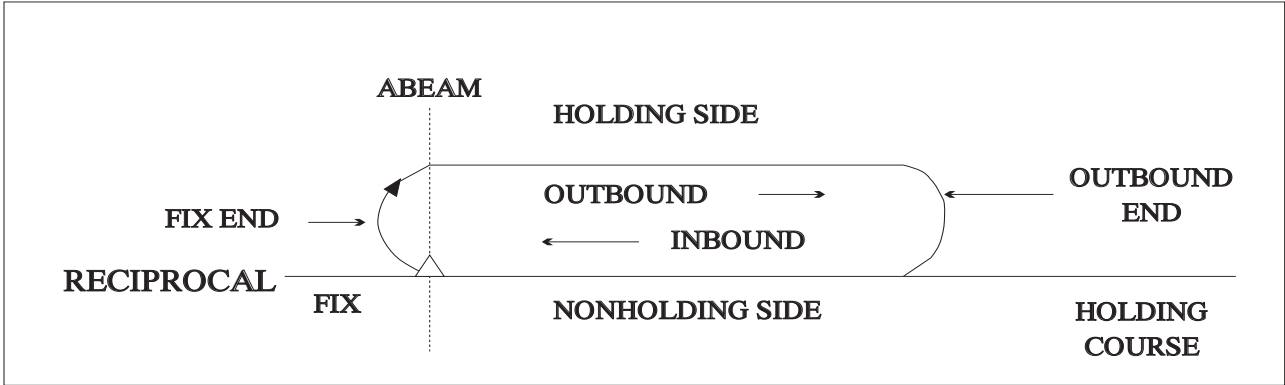 ABEAM
HOLDING SIDE
OUTBOUND
OUTBOUND
END
FIX END
INBOUND
RECIPROCAL
FIX
NONHOLDING SIDE
HOLDING
COURSE